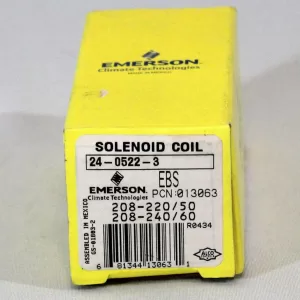 EMERSON
Climate Technologies
SOLENOID COIL
24-0522-3
EMERSON
Climate Technologies
EBS
PCN:013063
208-220/50
208-240/60
R0434
ASSEMBLED IN MEXICO
6 61344 13063 1